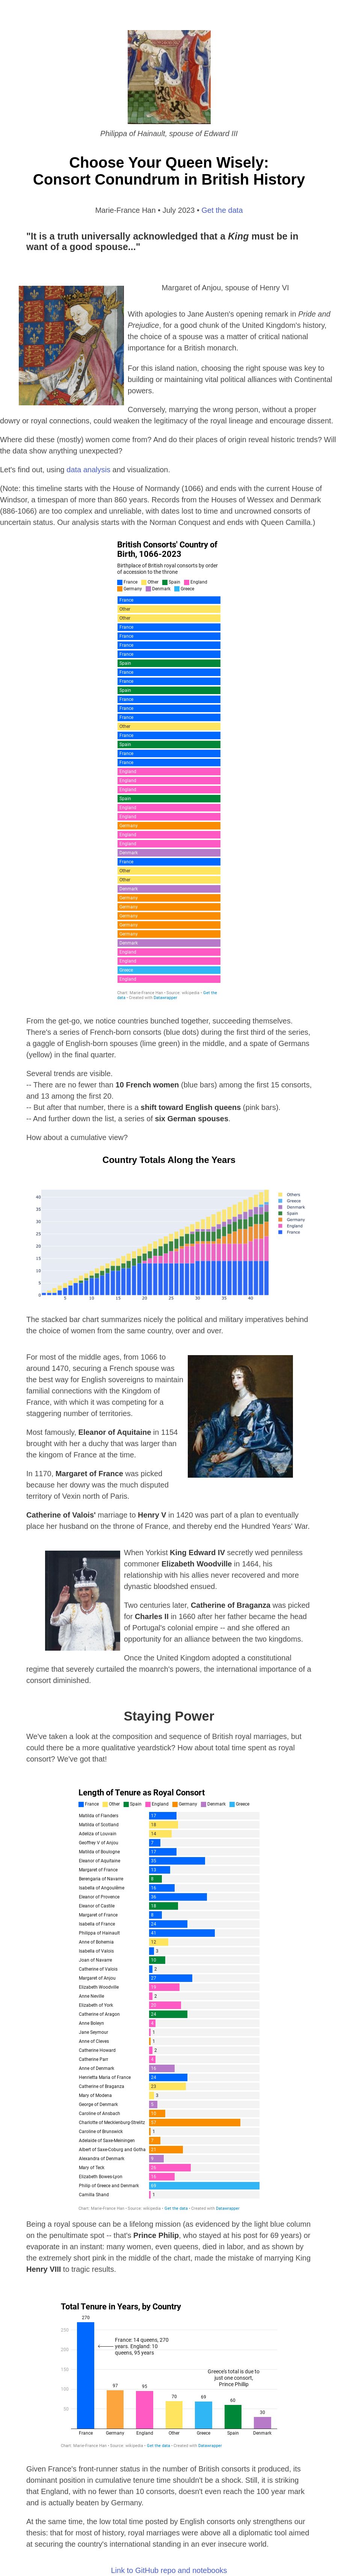 Philippa of Hainault, spouse of Edward III
Choose Your Queen Wisely:
Consort Conundrum in British History
Marie-France Han • July 2023 • Get the data
"It is a truth universally acknowledged that a King must be in
want of a good spouse..."
Margaret of Anjou, spouse of Henry VI
With apologies to Jane Austen's opening remark in Pride and
Prejudice, for a good chunk of the United Kingdom's history,
the choice of a spouse was a matter of critical national
importance for a British monarch.
For this island nation, choosing the right spouse was key to
building or maintaining vital political alliances with Continental
powers.
Conversely, marrying the wrong person, without a proper
dowry or royal connections, could weaken the legitimacy of the royal lineage and encourage dissent.
Where did these (mostly) women come from? And do their places of origin reveal historic trends? Will
the data show anything unexpected?
Let's find out, using data analysis and visualization.
(Note: this timeline starts with the House of Normandy (1066) and ends with the current House of
Windsor, a timespan of more than 860 years. Records from the Houses of Wessex and Denmark
(886-1066) are too complex and unreliable, with dates lost to time and uncrowned consorts of
uncertain status. Our analysis starts with the Norman Conquest and ends with Queen Camilla.)
British Consorts' Country of
Birth, 1066-2023
Birthplace of British royal consorts by order
of accession to the throne
France Other Spain England
Germany Denmark Greece
France
Other
Other
France
France
France
France
Spain
France
France
Spain
France
France
France
Other
France
Spain
France
France
England
England
England
Spain
England
England
Germany
England
England
Denmark
France
Other
Other
Denmark
Germany
Germany
Germany
Germany
Germany
Denmark
England
England
Greece
England
Chart: Marie-France Han • Source: wikipedia • Get the
data • Created with Datawrapper
From the get-go, we notice countries bunched together, succeeding themselves.
There's a series of French-born consorts (blue bids) during the first third of the series,
a gaggle of English-born spouses (lime green) in the middle, and a spate of Germans
(yellow) in the final quarter.
Several trends are visible.
-- There are no fewer than 10 French women (blue bars) among the first 15 consorts,
and 13 among the first 20.
-- But after that number, there is a shift toward English queens (pink bars).
-- And further down the list, a series of six German spouses.
How about a cumulative view?
Country Totals Along the Years
40
35
30
25
20
15
10
5
0
5 10 15 20 25 30 35 40
Others
Greece
Denmark
Spain
Germany
England
France
The stacked bar chart summarizes nicely the political and military imperatives behind
the choice of women from the same country, over and over.
For most of the middle ages, from 1066 to
around 1470, securing a French spouse was
the best way for English sovereigns to maintain
familial connections with the Kingdom of
France, with which it was competing for a
staggering number of territories.
Most famously, Eleanor of Aquitaine in 1154
brought with her a duchy that was larger than
the kingom of France at the time.
In 1170, Margaret of France was picked
because her dowry was the much disputed
territory of Vexin north of Paris.
Catherine of Valois' marriage to Henry V in 1420 was part of a plan to eventually
place her husband on the throne of France, and thereby end the Hundred Years' War.
When Yorkist King Edward IV secretly wed penniless
commoner Elizabeth Woodville in 1464, his
relationship with his allies never recovered and more
dynastic bloodshed ensued.
Two centuries later, Catherine of Braganza was picked
for Charles II in 1660 after her father became the head
of Portugal's colonial empire -- and she offered an
opportunity for an alliance between the two kingdoms.
Once the United Kingdom adopted a constitutional
regime that severely curtailed the moanrch's powers, the international importance of a
consort diminished.
Staying Power
We've taken a look at the composition and sequence of British royal marriages, but
could there be a more qualitative yeardstick? How about total time spent as royal
consort? We've got that!
Length of Tenure as Royal Consort
France Other Spain England Germany Denmark Greece
Matilda of Flanders 17
Matilda of Scotland 18
Adeliza of Louvain 14
Geoffrey V of Anjou 7
Matilda of Boulogne 17
Eleanor of Aquitaine 35
Margaret of France 13
Berengaria of Navarre 8
Isabella of Angoulême 16
Eleanor of Provence 36
Eleanor of Castile 18
Margaret of France 8
Isabella of France 24
Philippa of Hainault 41
Anne of Bohemia 12
Isabella of Valois 3
Joan of Navarre 10
Catherine of Valois 2
Margaret of Anjou 27
Elizabeth Woodville 19
Anne Neville 2
Elizabeth of York 20
Catherine of Aragon 24
Anne Boleyn
Jane Seymour 1
Anne of Cleves 1
Catherine Howard 2
Catherine Parr
Anne of Denmark 16
Henrietta Maria of France 24
Catherine of Braganza 23
Mary of Modena 3
George of Denmark
Caroline of Ansbach 10
Charlotte of Mecklenburg-Strelitz 57
Caroline of Brunswick 1
Adelaide of Saxe-Meiningen 7
Albert of Saxe-Coburg and Gotha 21
Alexandra of Denmark 9
Mary of Teck 26
Elizabeth Bowes-Lyon 16
Philip of Greece and Denmark 69
Camilla Shand 1
Chart: Marie-France Han • Source: wikipedia • Get the data • Created with Datawrapper
Being a royal spouse can be a lifelong mission (as evidenced by the light blue column
on the penultimate spot -- that's Prince Philip, who stayed at his post for 69 years) or
evaporate in an instant: many women, even queens, died in labor, and as shown by
the extremely short pink in the middle of the chart, made the mistake of marrying King
Henry VIII to tragic results.
Total Tenure in Years, by Country
270
250
200
150
100
50
France: 14 queens, 270
years. England: 10
queens, 95 years
Greece's total is due to
just one consort,
Prince Phillip
97 95 70 69 60 30
France Germany England Other Greece Spain Denmark
Chart: Marie-France Han • Source: wikipedia • Get the data • Created with Datawrapper
Given France's front-runner status in the number of British consorts it produced, its
dominant position in cumulative tenure time shouldn't be a shock. Still, it is striking
that England, with no fewer than 10 consorts, doesn't even reach the 100 year mark
and is actually beaten by Germany.
At the same time, the low total time posted by English consorts only strengthens our
thesis: that for most of history, royal marriages were above all a diplomatic tool aimed
at securing the country's international standing in an ever insecure world.
Link to GitHub repo and notebooks